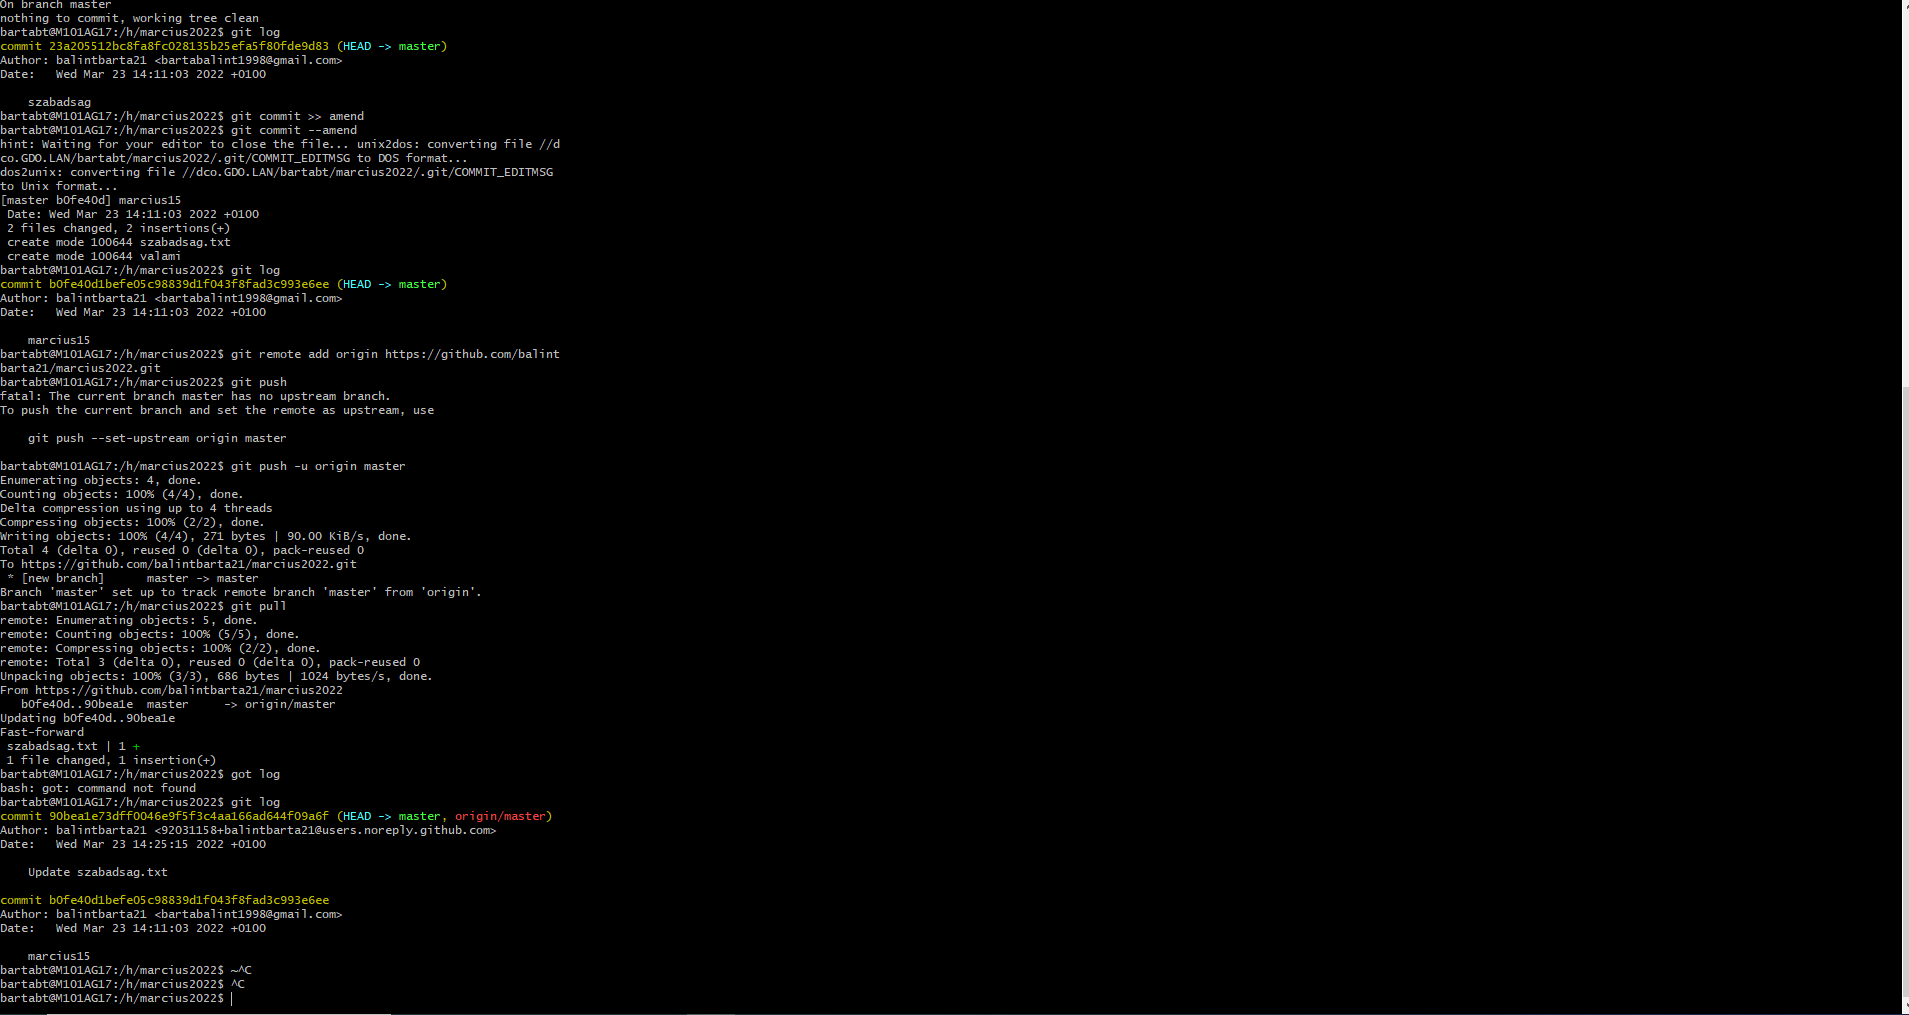 On branch master
nothing to commit, working tree clean
bartabt@M101AG17:/h/marcius2022$ git log
commit 23a205512bc8fa8fc028135b25efa5f80fde9d83 (HEAD -> master)
Author: balintbarta21 <bartabalint1998@gmail.com>
Date:   Wed Mar 23 14:11:03 2022 +0100
    szabadsag
bartabt@M101AG17:/h/marcius2022$ git commit >> amend
bartabt@M101AG17:/h/marcius2022$ git commit --amend
hint: Waiting for your editor to close the file... unix2dos: converting file //d
co.GDO.LAN/bartabt/marcius2022/.git/COMMIT_EDITMSG to DOS format...
dos2unix: converting file //dco.GDO.LAN/bartabt/marcius2022/.git/COMMIT_EDITMSG
to Unix format...
[master b0fe40d] marcius15
 Date: Wed Mar 23 14:11:03 2022 +0100
 2 files changed, 2 insertions(+)
 create mode 100644 szabadsag.txt
 create mode 100644 valami
bartabt@M101AG17:/h/marcius2022$ git log
commit b0fe40d1befe05c98839d1f043f8fad3c993e6ee (HEAD -> master)
Author: balintbarta21 <bartabalint1998@gmail.com>
Date:   Wed Mar 23 14:11:03 2022 +0100
    marcius15
bartabt@M101AG17:/h/marcius2022$ git remote add origin https://github.com/balint
barta21/marcius2022.git
bartabt@M101AG17:/h/marcius2022$ git push
fatal: The current branch master has no upstream branch.
To push the current branch and set the remote as upstream, use
    git push --set-upstream origin master
bartabt@M101AG17:/h/marcius2022$ git push -u origin master
Enumerating objects: 4, done.
Counting objects: 100% (4/4), done.
Delta compression using up to 4 threads
Compressing objects: 100% (2/2), done.
Writing objects: 100% (4/4), 271 bytes | 90.00 KiB/s, done.
Total 4 (delta 0), reused 0 (delta 0), pack-reused 0
To https://github.com/balintbarta21/marcius2022.git
 * [new branch]      master -> master
Branch 'master' set up to track remote branch 'master' from 'origin'.
bartabt@M101AG17:/h/marcius2022$ git pull
remote: Enumerating objects: 5, done.
remote: Counting objects: 100% (5/5), done.
remote: Compressing objects: 100% (2/2), done.
remote: Total 3 (delta 0), reused 0 (delta 0), pack-reused 0
Unpacking objects: 100% (3/3), 686 bytes | 1024 bytes/s, done.
From https://github.com/balintbarta21/marcius2022
   b0fe40d..90bea1e  master     -> origin/master
Updating b0fe40d..90bea1e
Fast-forward
 szabadsag.txt | 1 +
 1 file changed, 1 insertion(+)
bartabt@M101AG17:/h/marcius2022$ got log
bash: got: command not found
bartabt@M101AG17:/h/marcius2022$ git log
commit 90bea1e73dff0046e9f5f3c4aa166ad644f09a6f (HEAD -> master, origin/master)
Author: balintbarta21 <92031158+balintbarta21@users.noreply.github.com>
Date:   Wed Mar 23 14:25:15 2022 +0100
    Update szabadsag.txt
commit b0fe40d1befe05c98839d1f043f8fad3c993e6ee
Author: balintbarta21 <bartabalint1998@gmail.com>
Date:   Wed Mar 23 14:11:03 2022 +0100
    marcius15
bartabt@M101AG17:/h/marcius2022$ ~^C
bartabt@M101AG17:/h/marcius2022$ ^C
bartabt@M101AG17:/h/marcius2022$